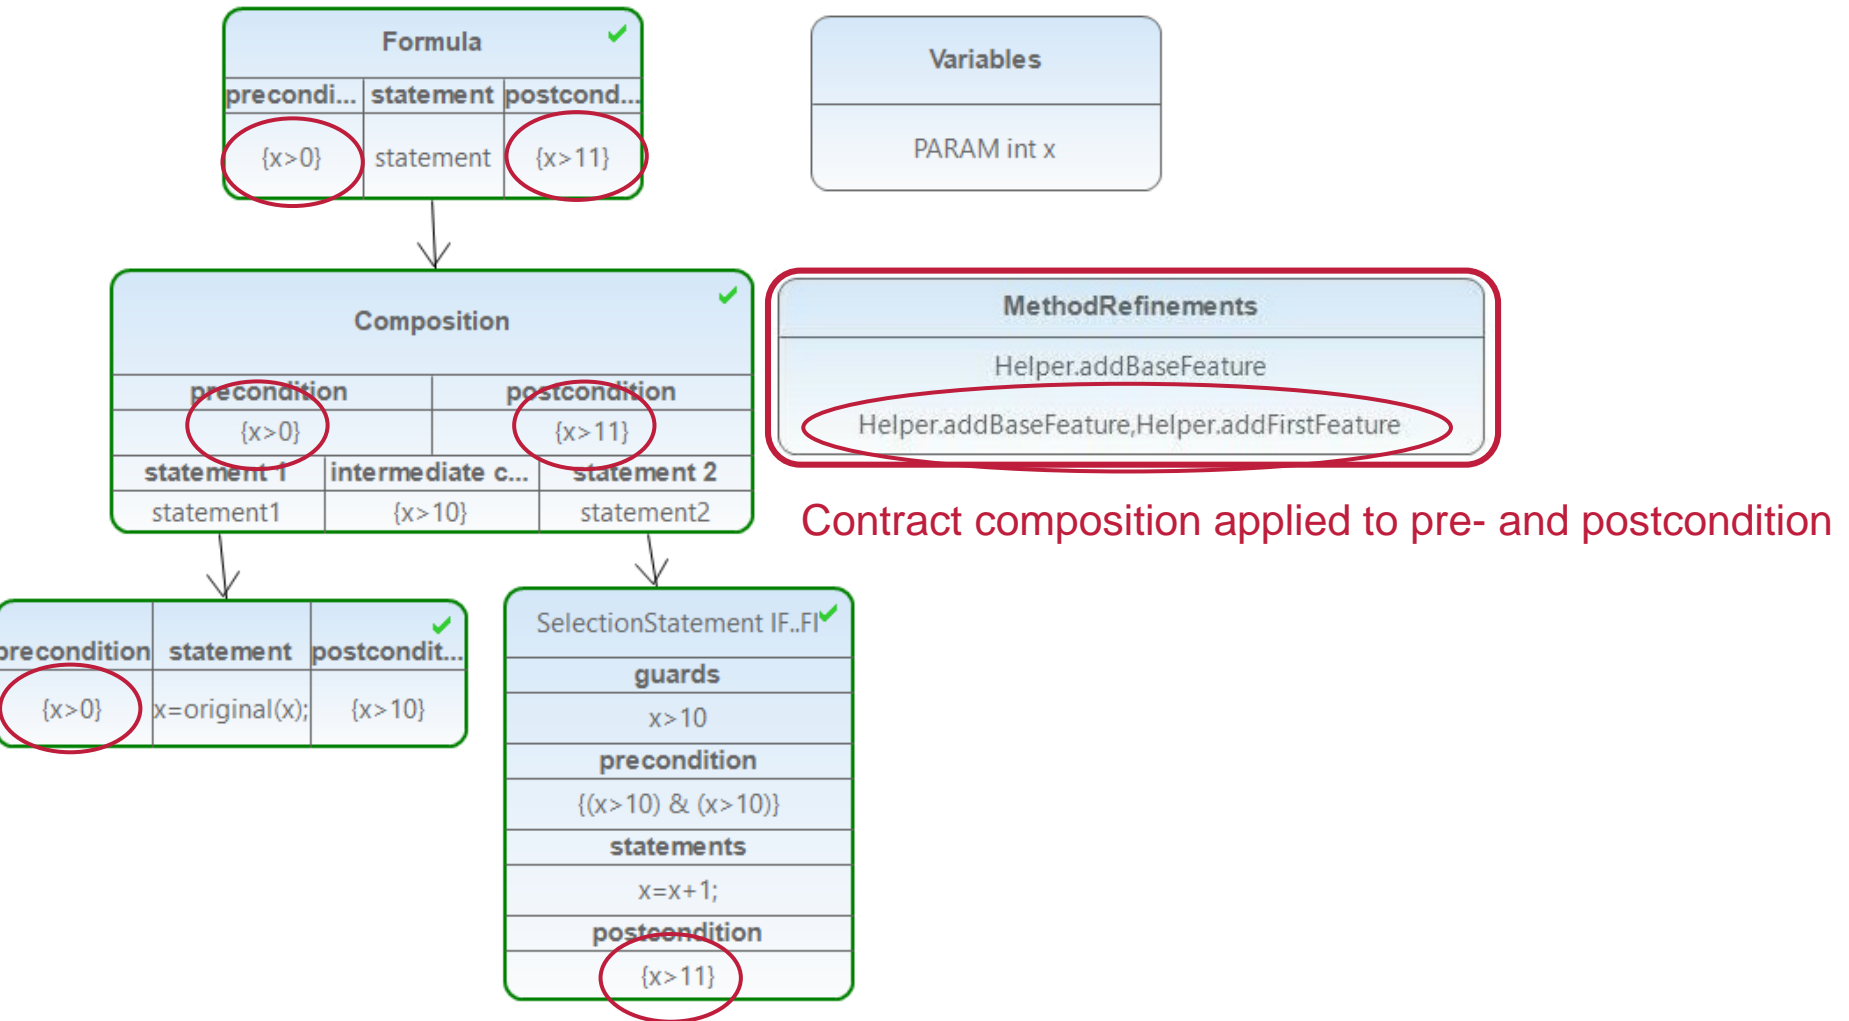 Formula
precondi... statement postcond...
{x>0} statement {x>11}
Variables
PARAM int x
Composition
precondition postcondition
{x>0} {x>11}
statement 1 intermediate c... statement 2
statement1 {x>10} statement2
MethodRefinements
Helper.addBaseFeature
Helper.addBaseFeature,Helper.addFirstFeature
Contract composition applied to pre- and postcondition
precondition statement postcondit...
{x>0} x=original(x); {x>10}
SelectionStatement IF..FI
guards
x>10
precondition
{(x>10) & (x>10)}
statements
x=x+1;
postcondition
{x>11}